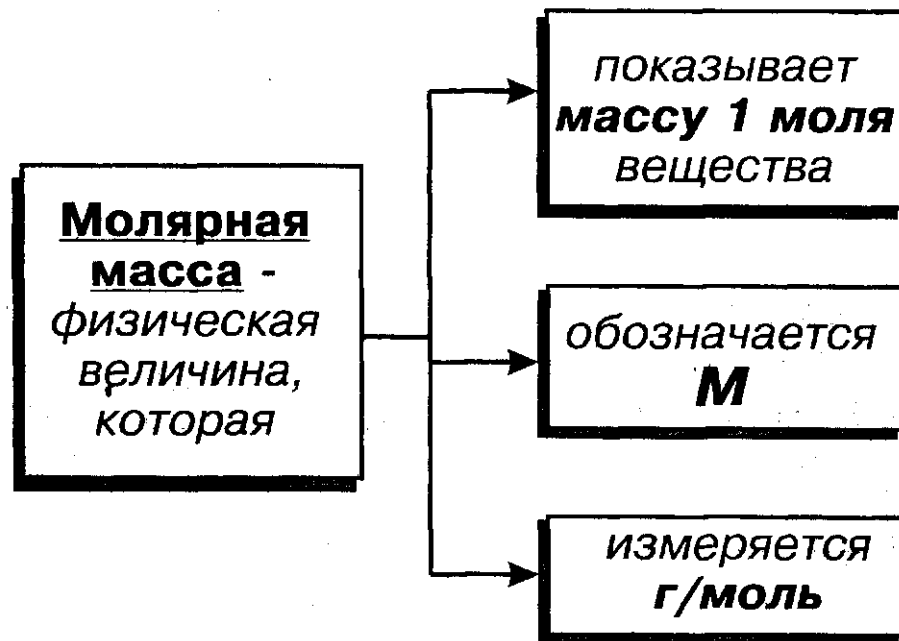 Молярная
масса -
физическая
величина,
которая
показывает
массу 1 моля
вещества
обозначается
М
измеряется
г/моль